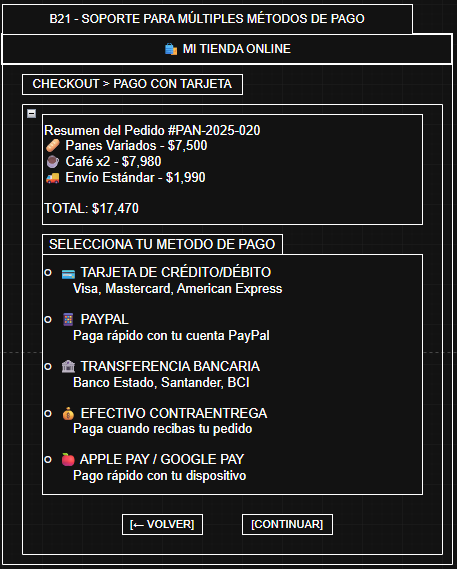 B21 - SOPORTE PARA MÚLTIPLES MÉTODOS DE PAGO
🛍️ MI TIENDA ONLINE
CHECKOUT > PAGO CON TARJETA
Resumen del Pedido #PAN-2025-020
🥖 Panes Variados - $7,500
☕ Café x2 - $7,980
🚚 Envío Estándar - $1,990
TOTAL: $17,470
SELECCIONA TU METODO DE PAGO
💳 TARJETA DE CRÉDITO/DÉBITO
Visa, Mastercard, American Express
📱 PAYPAL
Paga rápido con tu cuenta PayPal
🏦 TRANSFERENCIA BANCARIA
Banco Estado, Santander, BCI
💰 EFECTIVO CONTRAENTREGA
Paga cuando recibas tu pedido
🍎 APPLE PAY / GOOGLE PAY
Pago rápido con tu dispositivo
[← VOLVER]
[CONTINUAR]